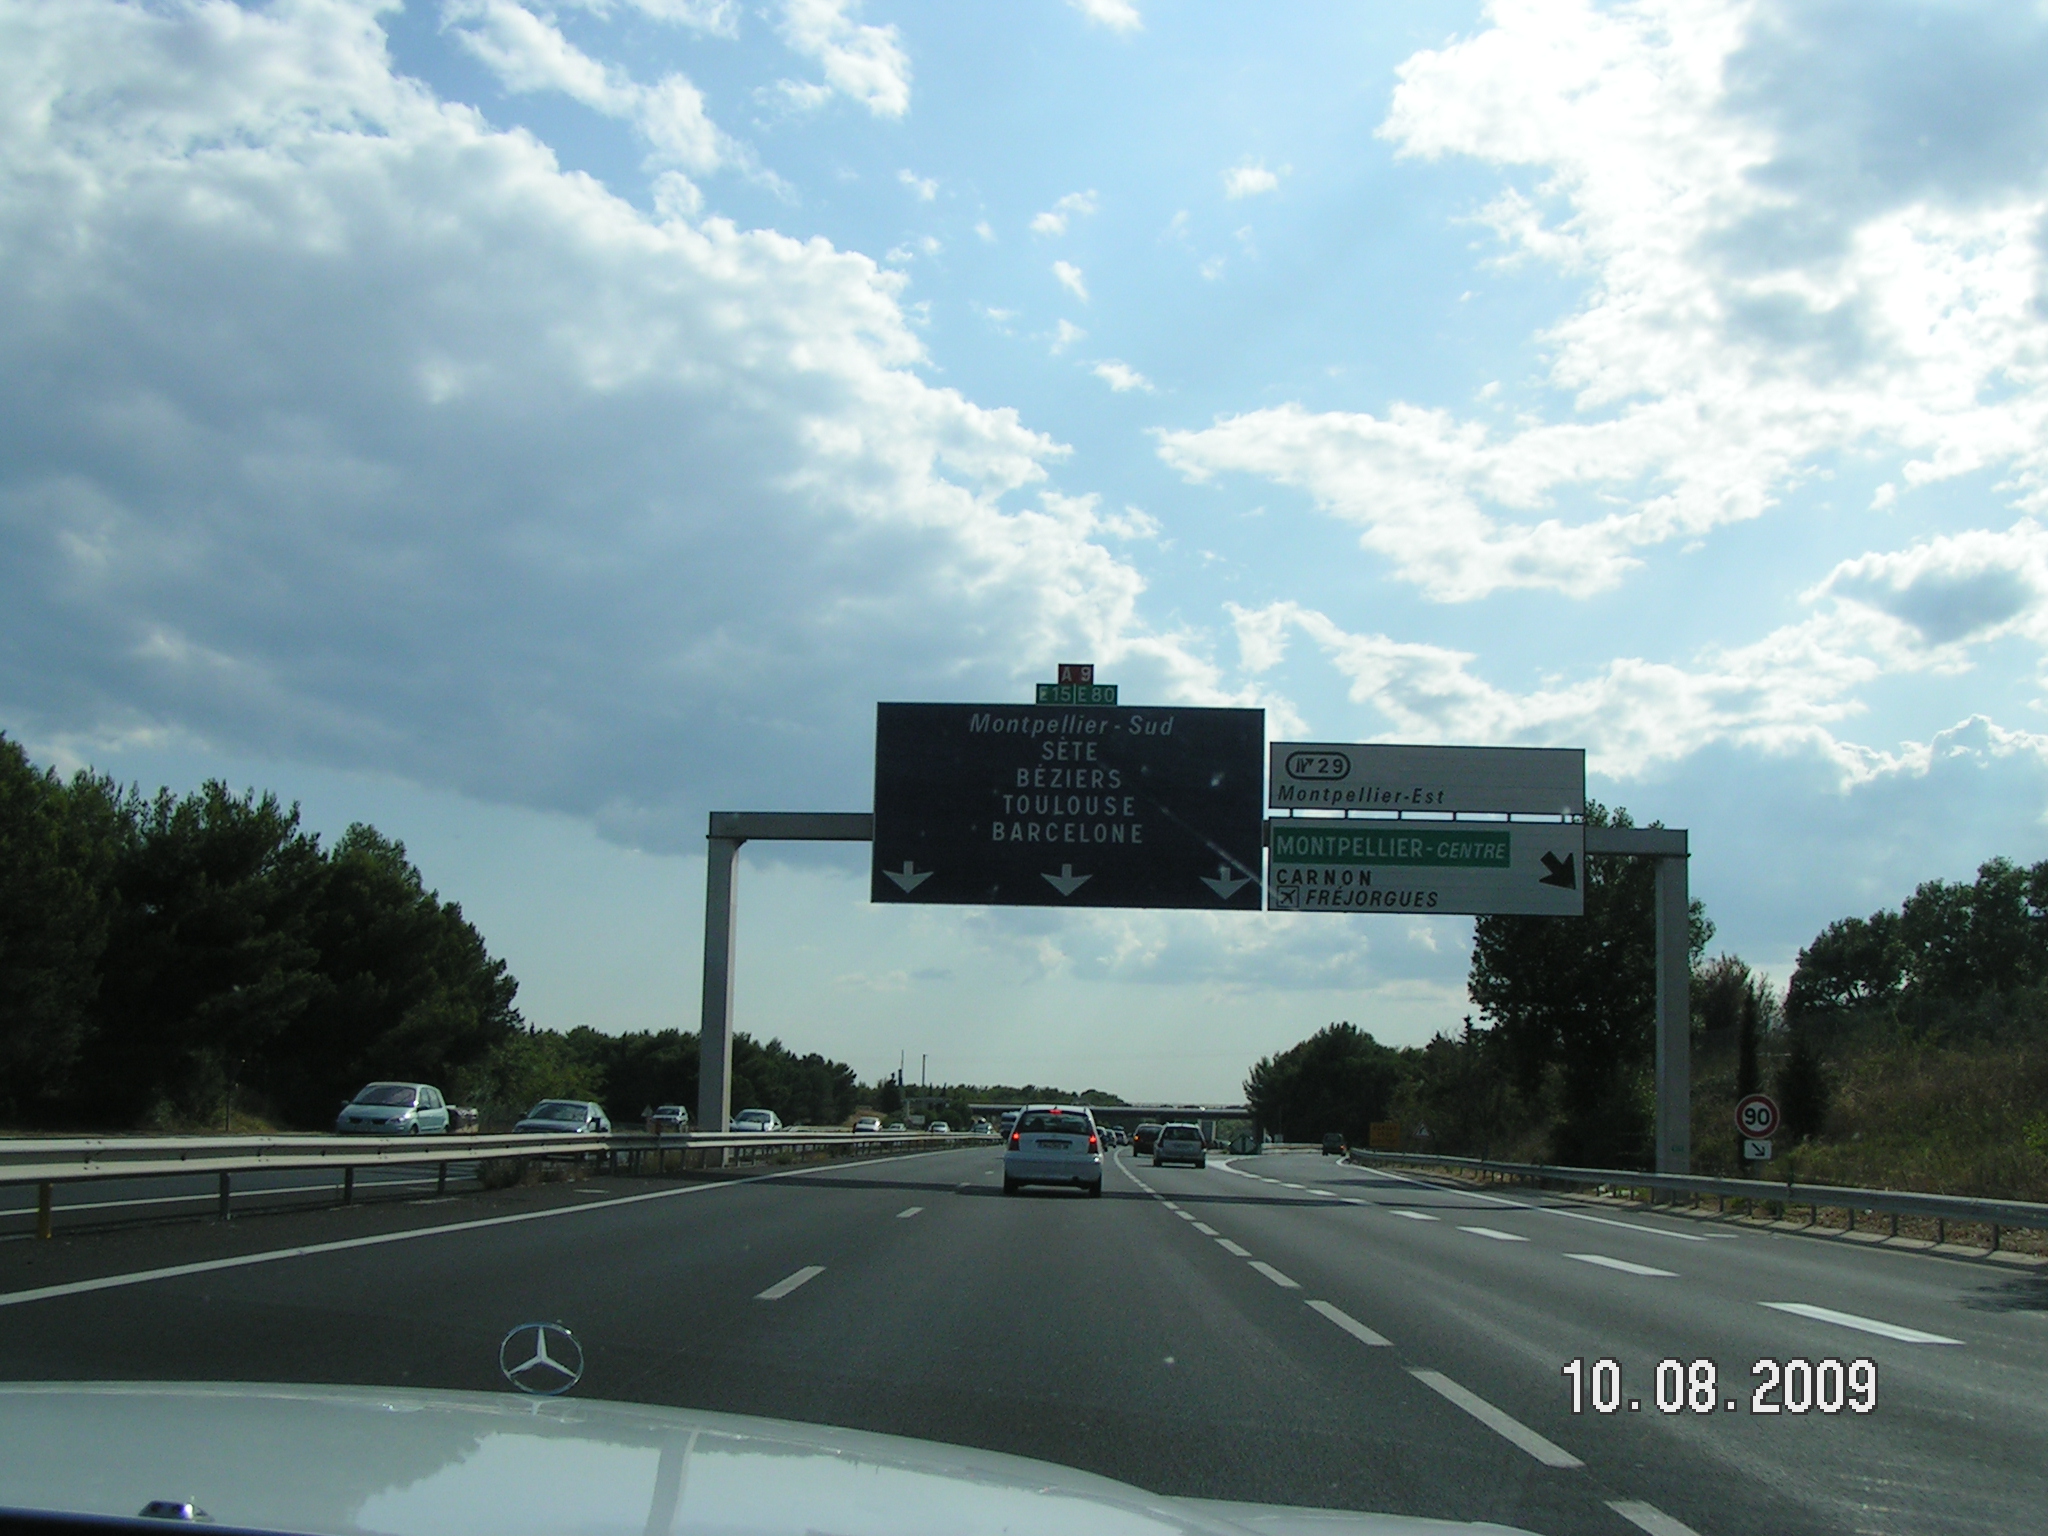 A 9
E 15 E 80
Montpellier - Sud
SÈTE
BÉZIERS
TOULOUSE
BARCELONE
29
Montpellier-Est
MONTPELLIER-CENTRE
CARNON
FRÉJORGUES
90
10.08.2009